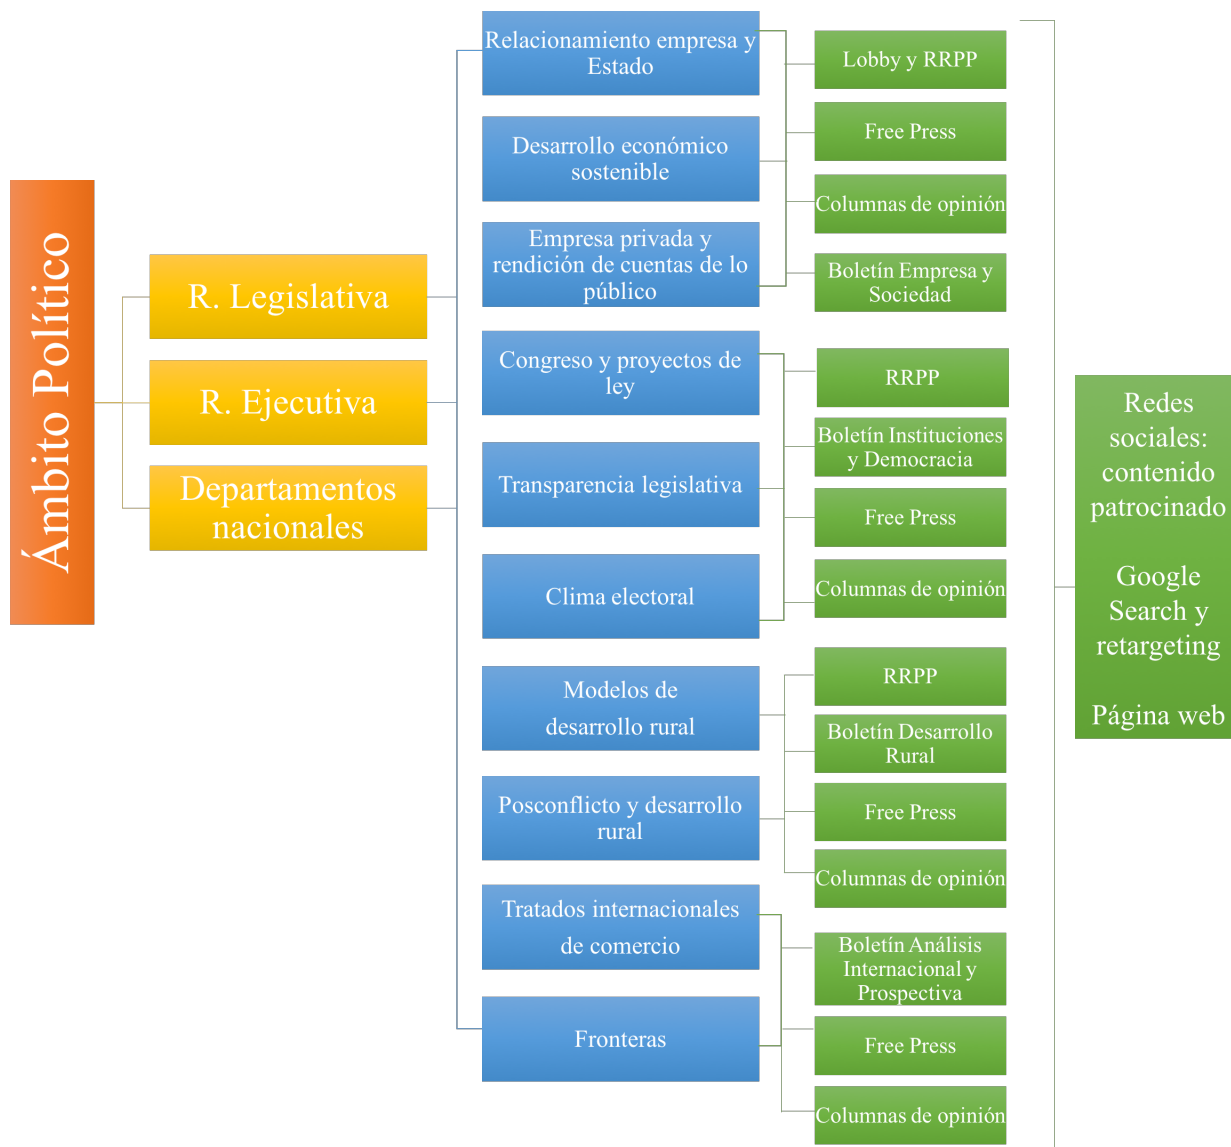 Ámbito Político
R. Legislativa
R. Ejecutiva
Departamentos
nacionales
Relacionamiento empresa y
Estado
Desarrollo económico
sostenible
Empresa privada y
rendición de cuentas de lo
público
Congreso y proyectos de
ley
Transparencia legislativa
Clima electoral
Modelos de
desarrollo rural
Posconflicto y desarrollo
rural
Tratados internacionales
de comercio
Fronteras
Lobby y RRPP
Free Press
Columnas de opinión
Boletín Empresa y
Sociedad
RRPP
Boletín Instituciones
y Democracia
Free Press
Columnas de opinión
RRPP
Boletín Desarrollo
Rural
Free Press
Columnas de opinión
Boletín Análisis
Internacional y
Prospectiva
Free Press
Columnas de opinión
Redes
sociales:
contenido
patrocinado
Google
Search y
retargeting
Página web